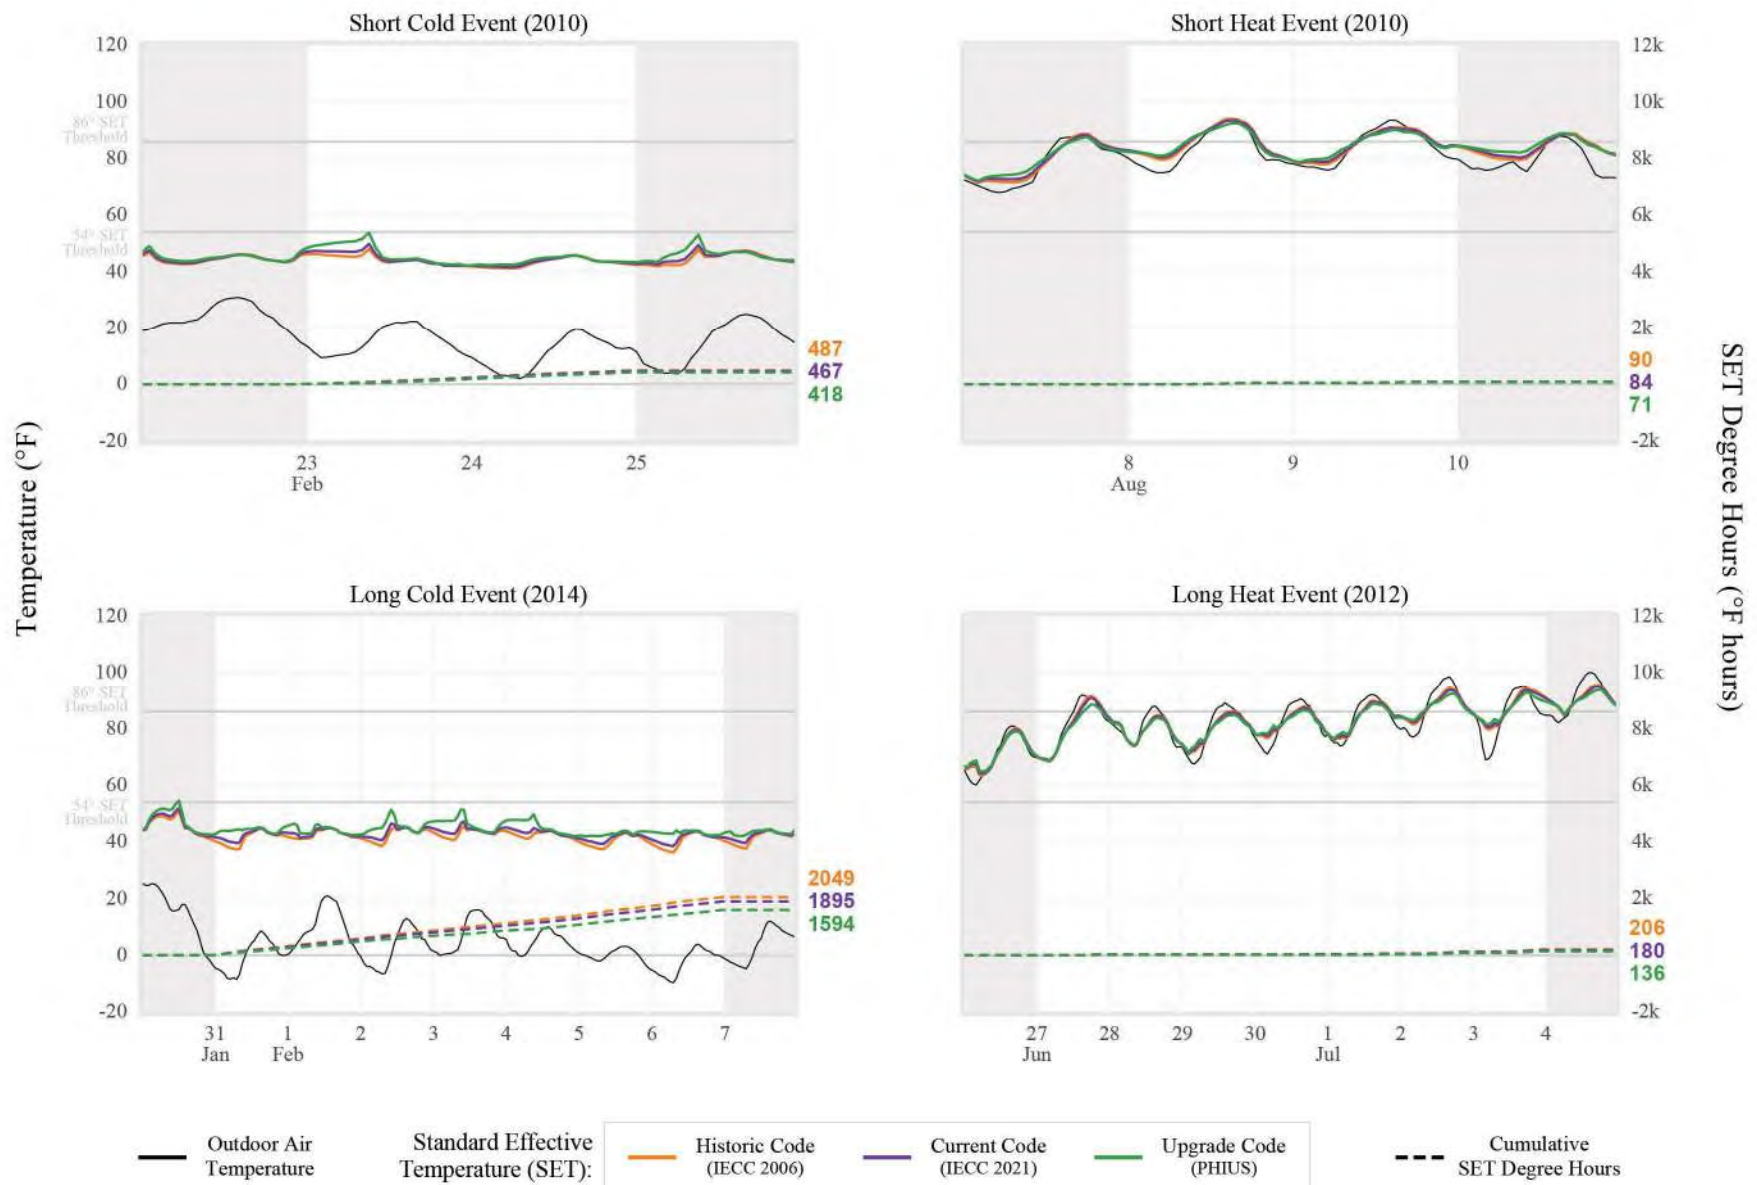 Short Cold Event (2010)
Short Heat Event (2010)
120
100
86° SET
Threshold
80
60
54° SET
Threshold
40
20
0
-20
487
467
418
23
24
25
Feb
12k
10k
8k
6k
4k
2k
-2k
90
84
71
8
9
10
Aug
Temperature (°F)
SET Degree Hours (°F hours)
Long Cold Event (2014)
Long Heat Event (2012)
120
100
86° SET
Threshold
80
60
54° SET
Threshold
40
20
0
-20
2049
1895
1594
31
1
2
3
4
5
6
7
Jan
Feb
12k
10k
8k
6k
4k
2k
-2k
206
180
136
27
28
29
30
1
2
3
4
Jun
Jul
Outdoor Air
Temperature
Standard Effective
Temperature (SET):
Historic Code
(IECC 2006)
Current Code
(IECC 2021)
Upgrade Code
(PHIUS)
Cumulative
SET Degree Hours